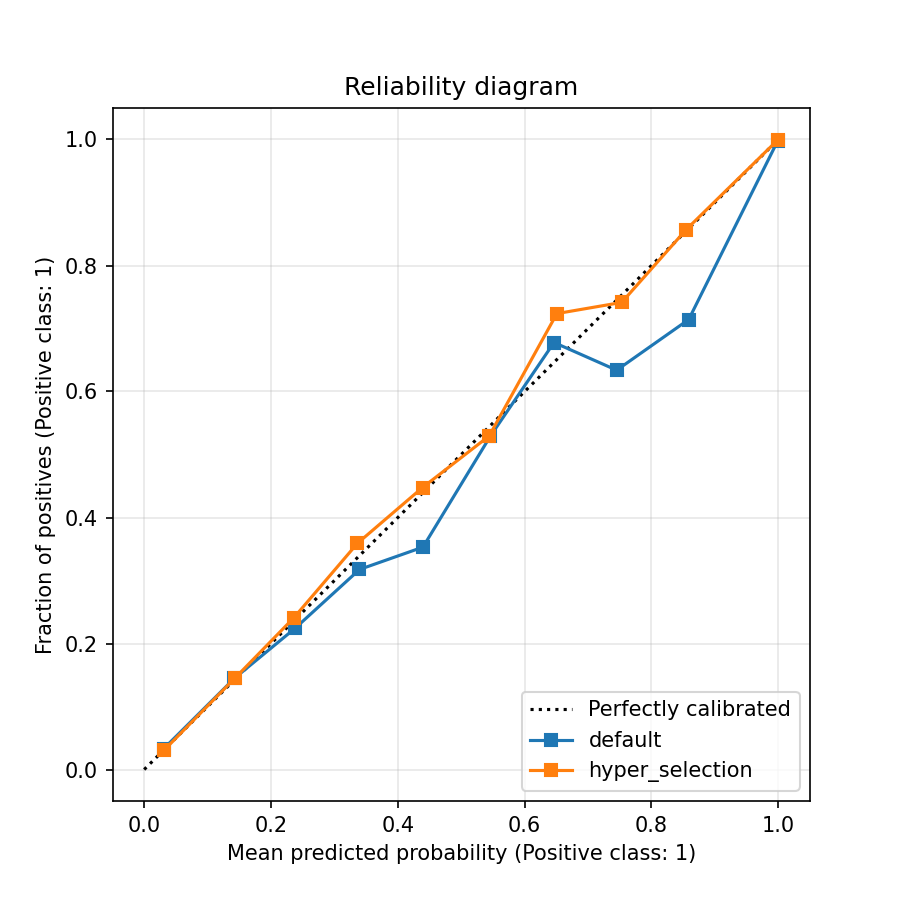 Reliability diagram
1.0
0.8
0.6
0.4
0.2
0.0
Fraction of positives (Positive class: 1)
Perfectly calibrated
default
hyper_selection
0.0 0.2 0.4 0.6 0.8 1.0
Mean predicted probability (Positive class: 1)